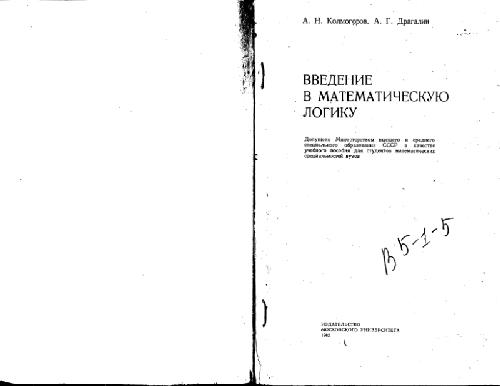 А. Н. Колмогоров, А. Г. Драгалин
ВВЕДЕНИЕ
В МАТЕМАТИЧЕСКУЮ
ЛОГИКУ
Допущено Министерством высшего и среднего
специального образования СССР в качестве
учебного пособия для студентов математических
специальностей вузов
В 5-1-5
ИЗДАТЕЛЬСТВО
МОСКОВСКОГО УНИВЕРСИТЕТА
1982